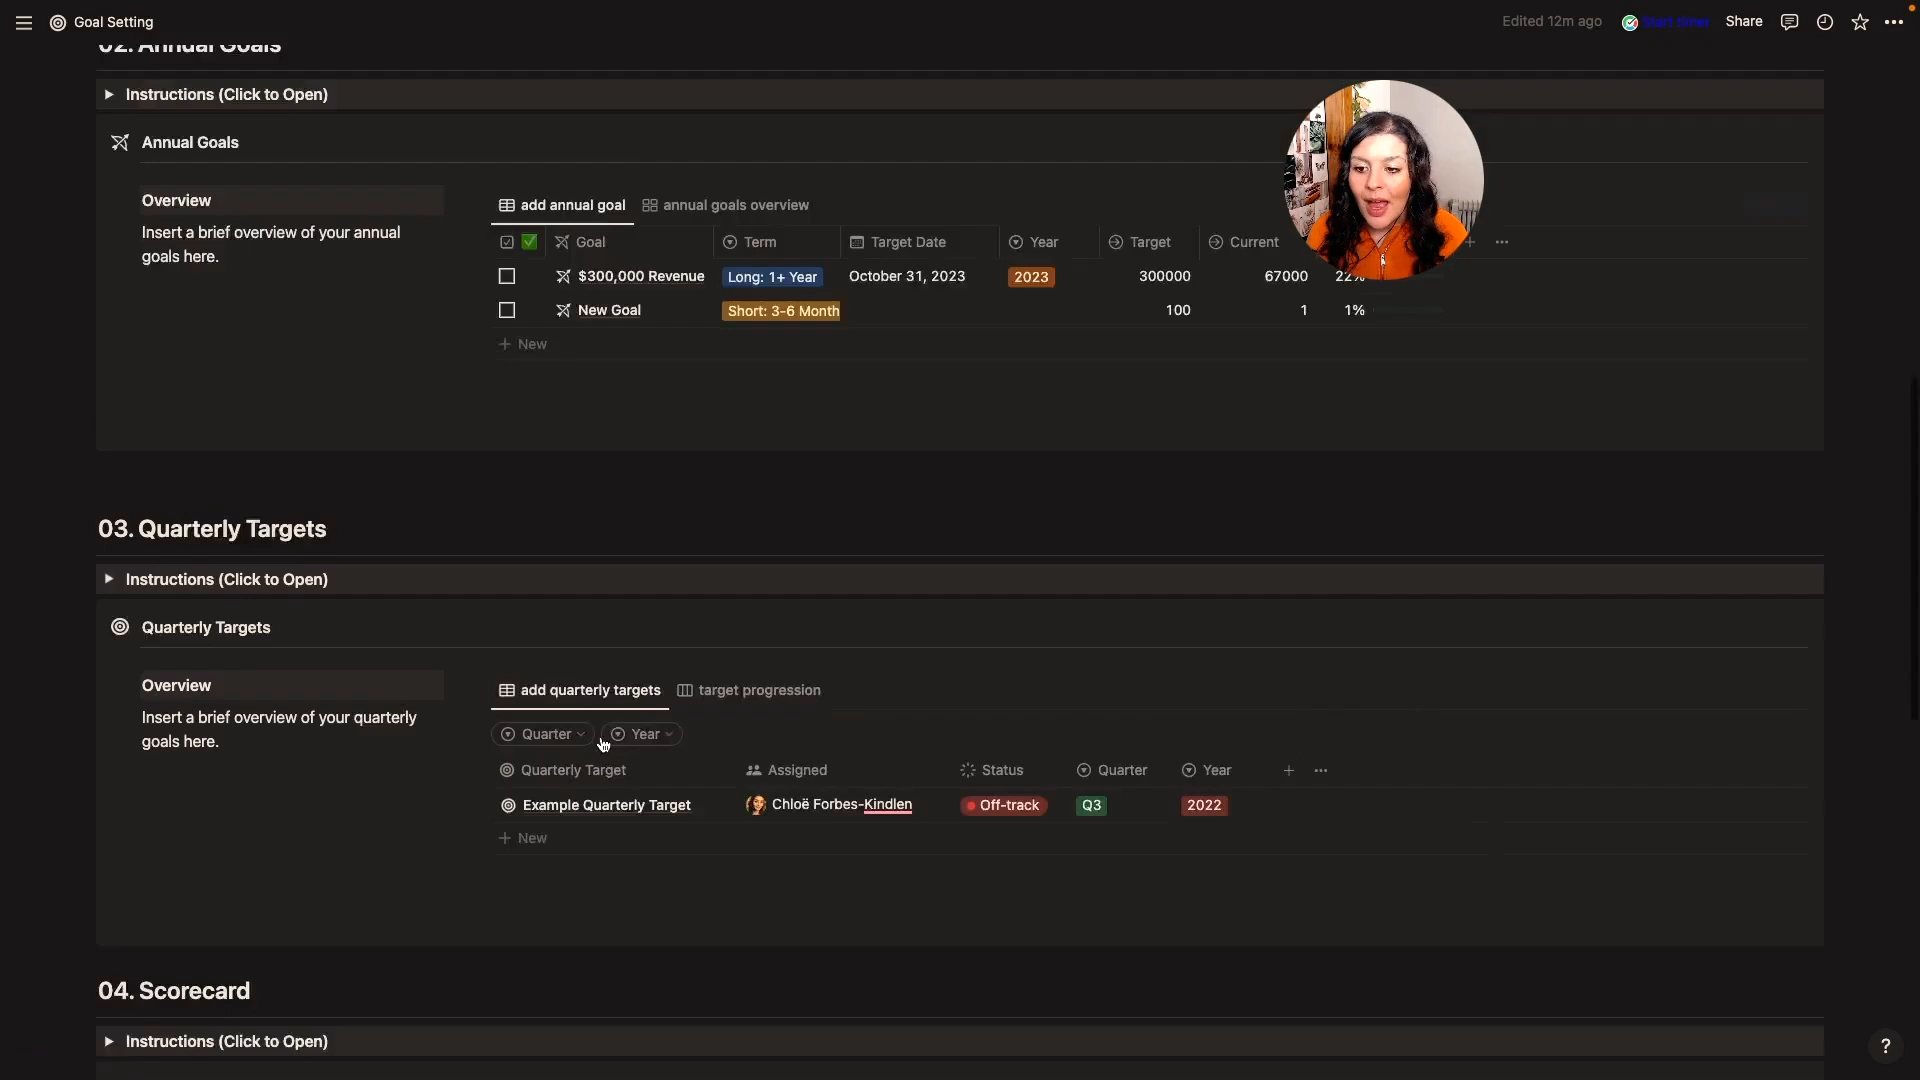 Goal Setting
Edited 12m ago
Start timer
Share
02. Annual Goals
Instructions (Click to Open)
Annual Goals
Overview
Insert a brief overview of your annual
goals here.
add annual goal
annual goals overview
Goal
Term
Target Date
Year
Target
Current
$300,000 Revenue
Long: 1+ Year
October 31, 2023
2023
300000
67000
22%
New Goal
Short: 3-6 Month
100
1
1%
New
03. Quarterly Targets
Instructions (Click to Open)
Quarterly Targets
Overview
Insert a brief overview of your quarterly
goals here.
add quarterly targets
target progression
Quarter
Year
Quarterly Target
Assigned
Status
Quarter
Year
Example Quarterly Target
Chloë Forbes-Kindlen
Off-track
Q3
2022
New
04. Scorecard
Instructions (Click to Open)
?